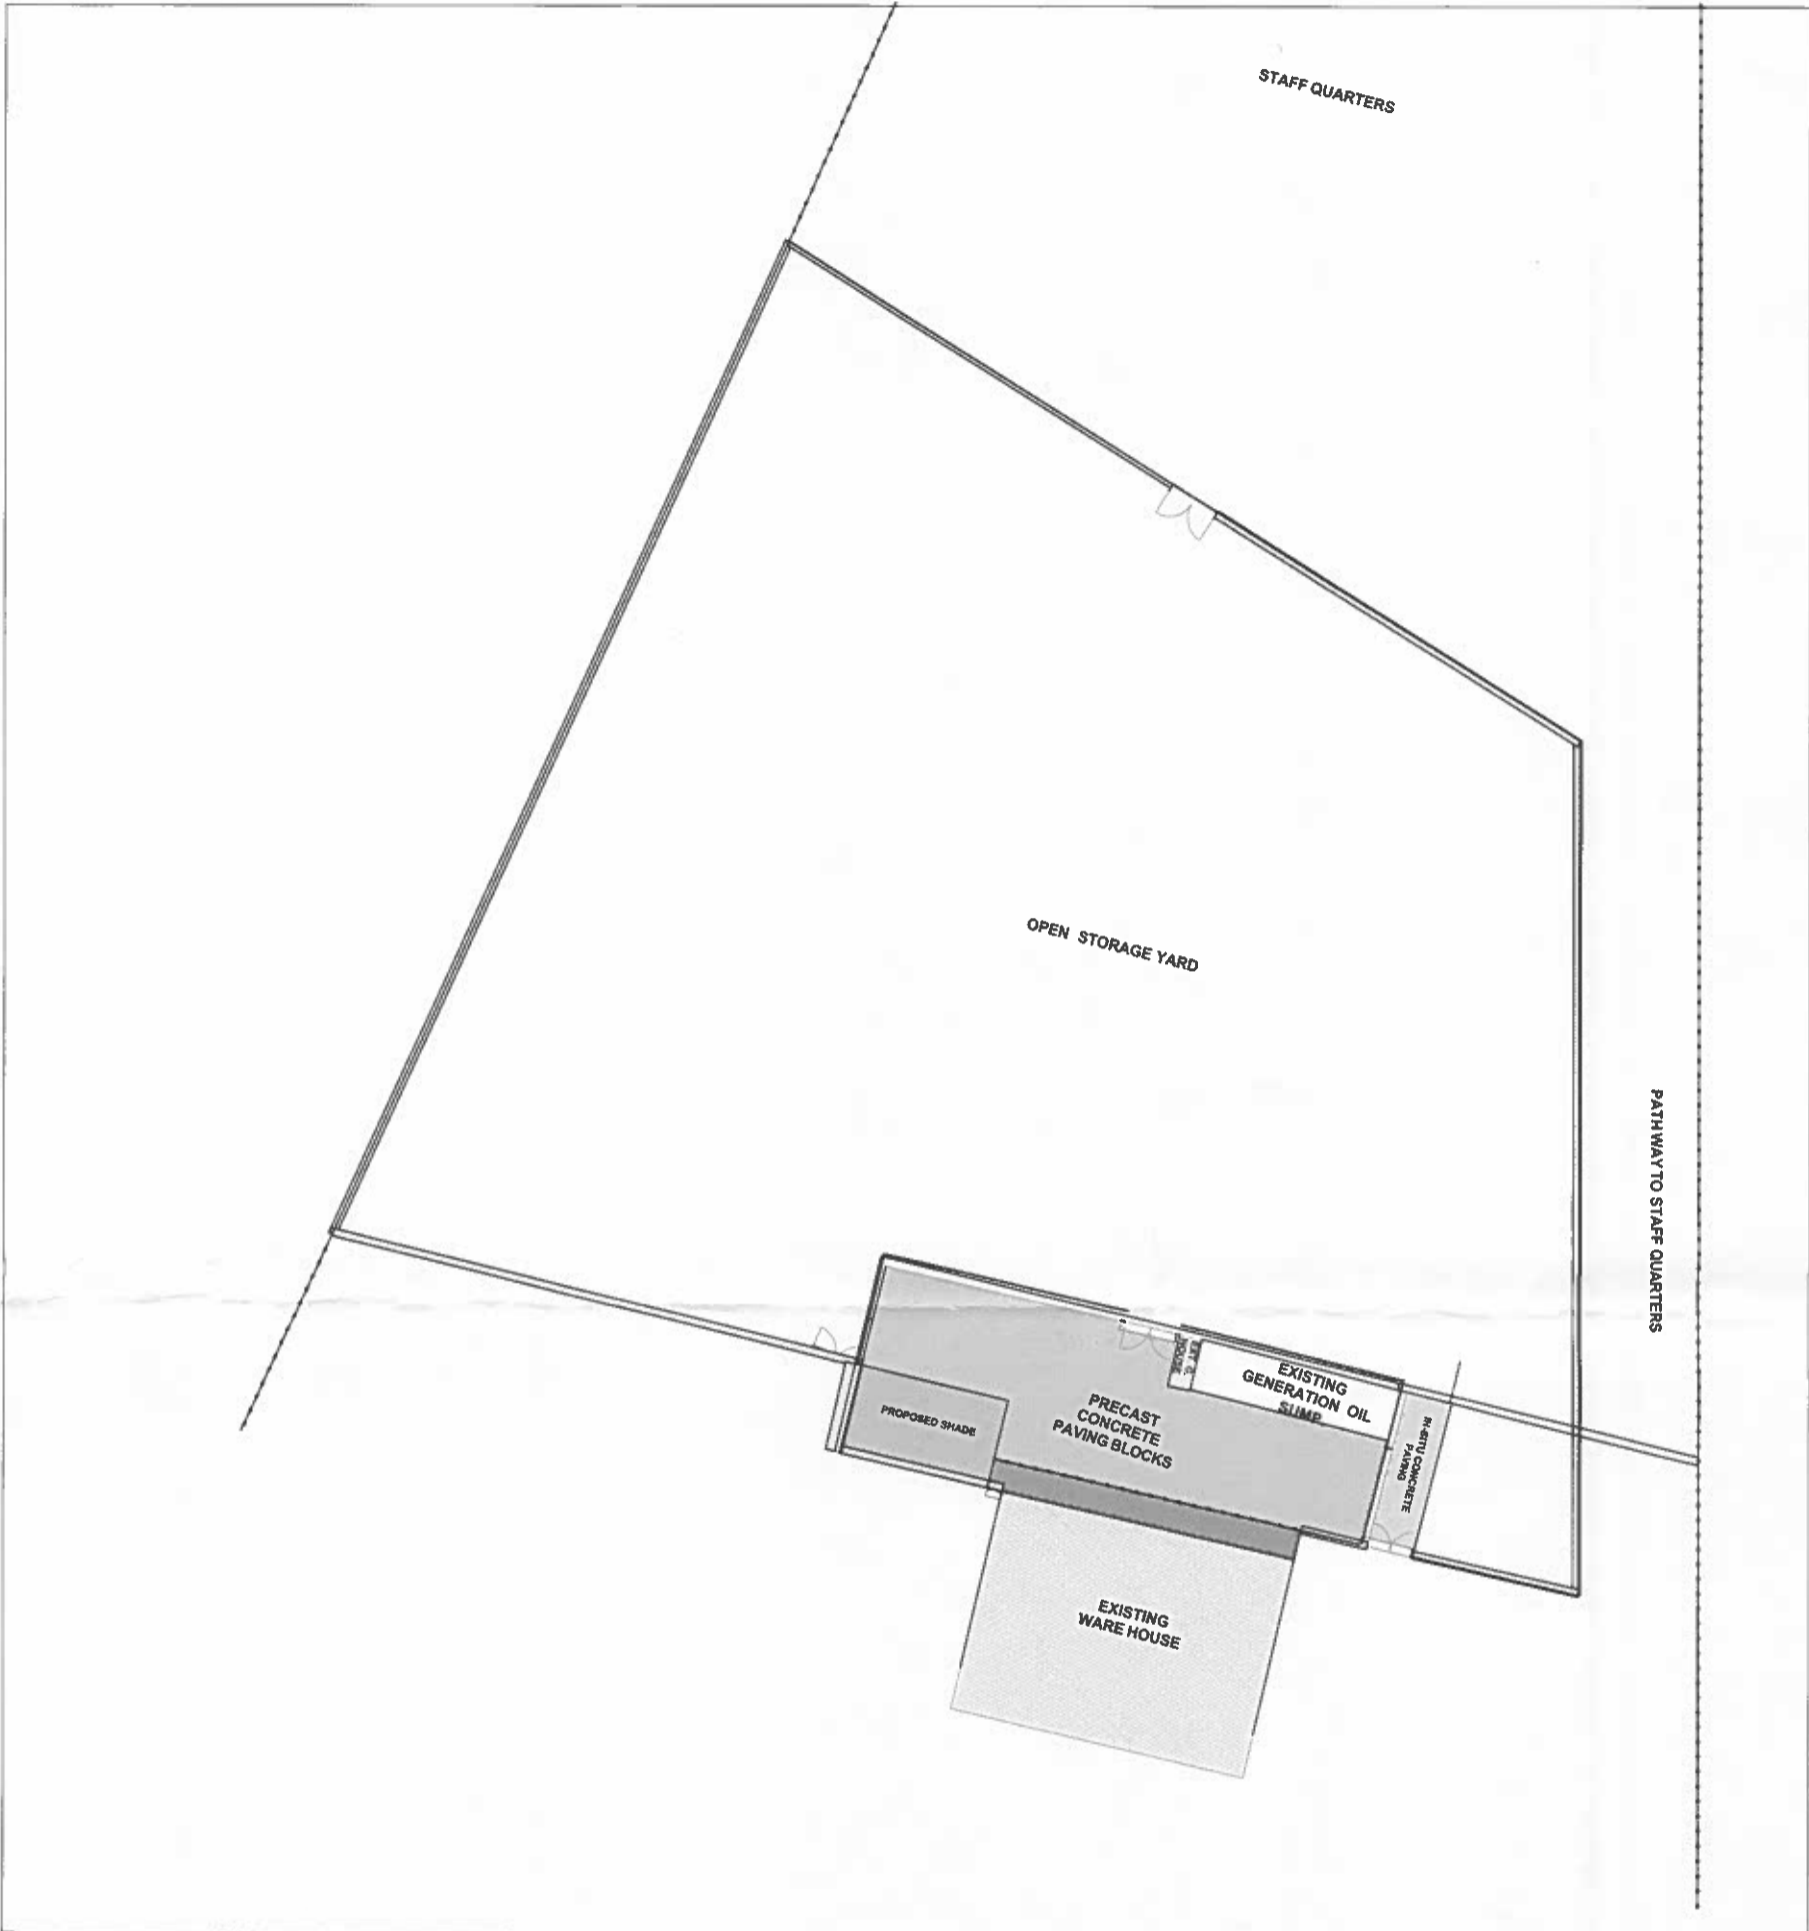 STAFF QUARTERS
OPEN STORAGE YARD
PATHWAY TO STAFF QUARTERS
EXISTING
GENERATION OIL
SUMP
PRECAST
CONCRETE
PAVING BLOCKS
PROPOSED SHADE
IN-SITU CONCRETE
PAVING
HOUSE
EXISTING
WARE HOUSE